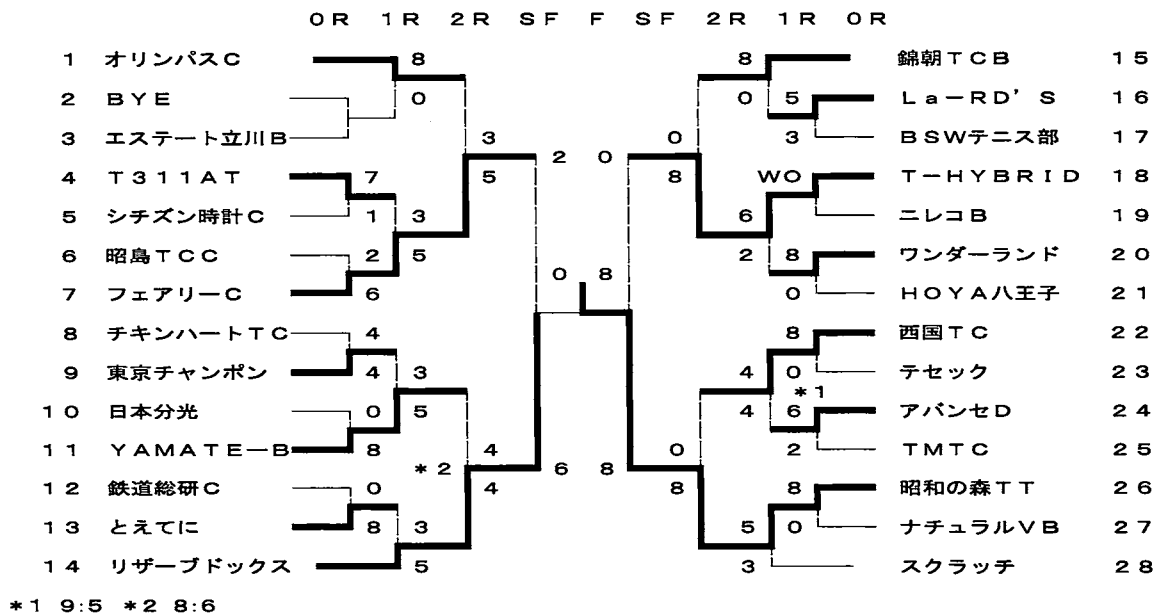 0R 1R 2R SF F SF 2R 1R 0R
1 オリンパスC 8 8 錦朝TCB 15
2 BYE 0 0 5 La-RD'S 16
3 エステート立川B 3 0 3 BSWテニス部 17
2 0
4 T311AT 7 5 8 WO T-HYBRID 18
5 シチズン時計C 1 3 6 ニレコB 19
6 昭島TCC 2 5 2 8 ワンダーランド 20
0 8
7 フェアリーC 6 0 HOYA八王子 21
8 チキンハートTC 4 8 西国TC 22
9 東京チャンポン 4 3 4 0 テセック 23
*1
10 日本分光 0 5 4 6 アバンセD 24
11 YAMATE-B 8 4 0 2 TMTC 25
*2 6 8
12 鉄道総研C 0 4 8 8 昭和の森TT 26
13 とえてに 8 3 5 0 ナチュラルVB 27
14 リザーブドックス 5 3 スクラッチ 28
*1 9:5 *2 8:6